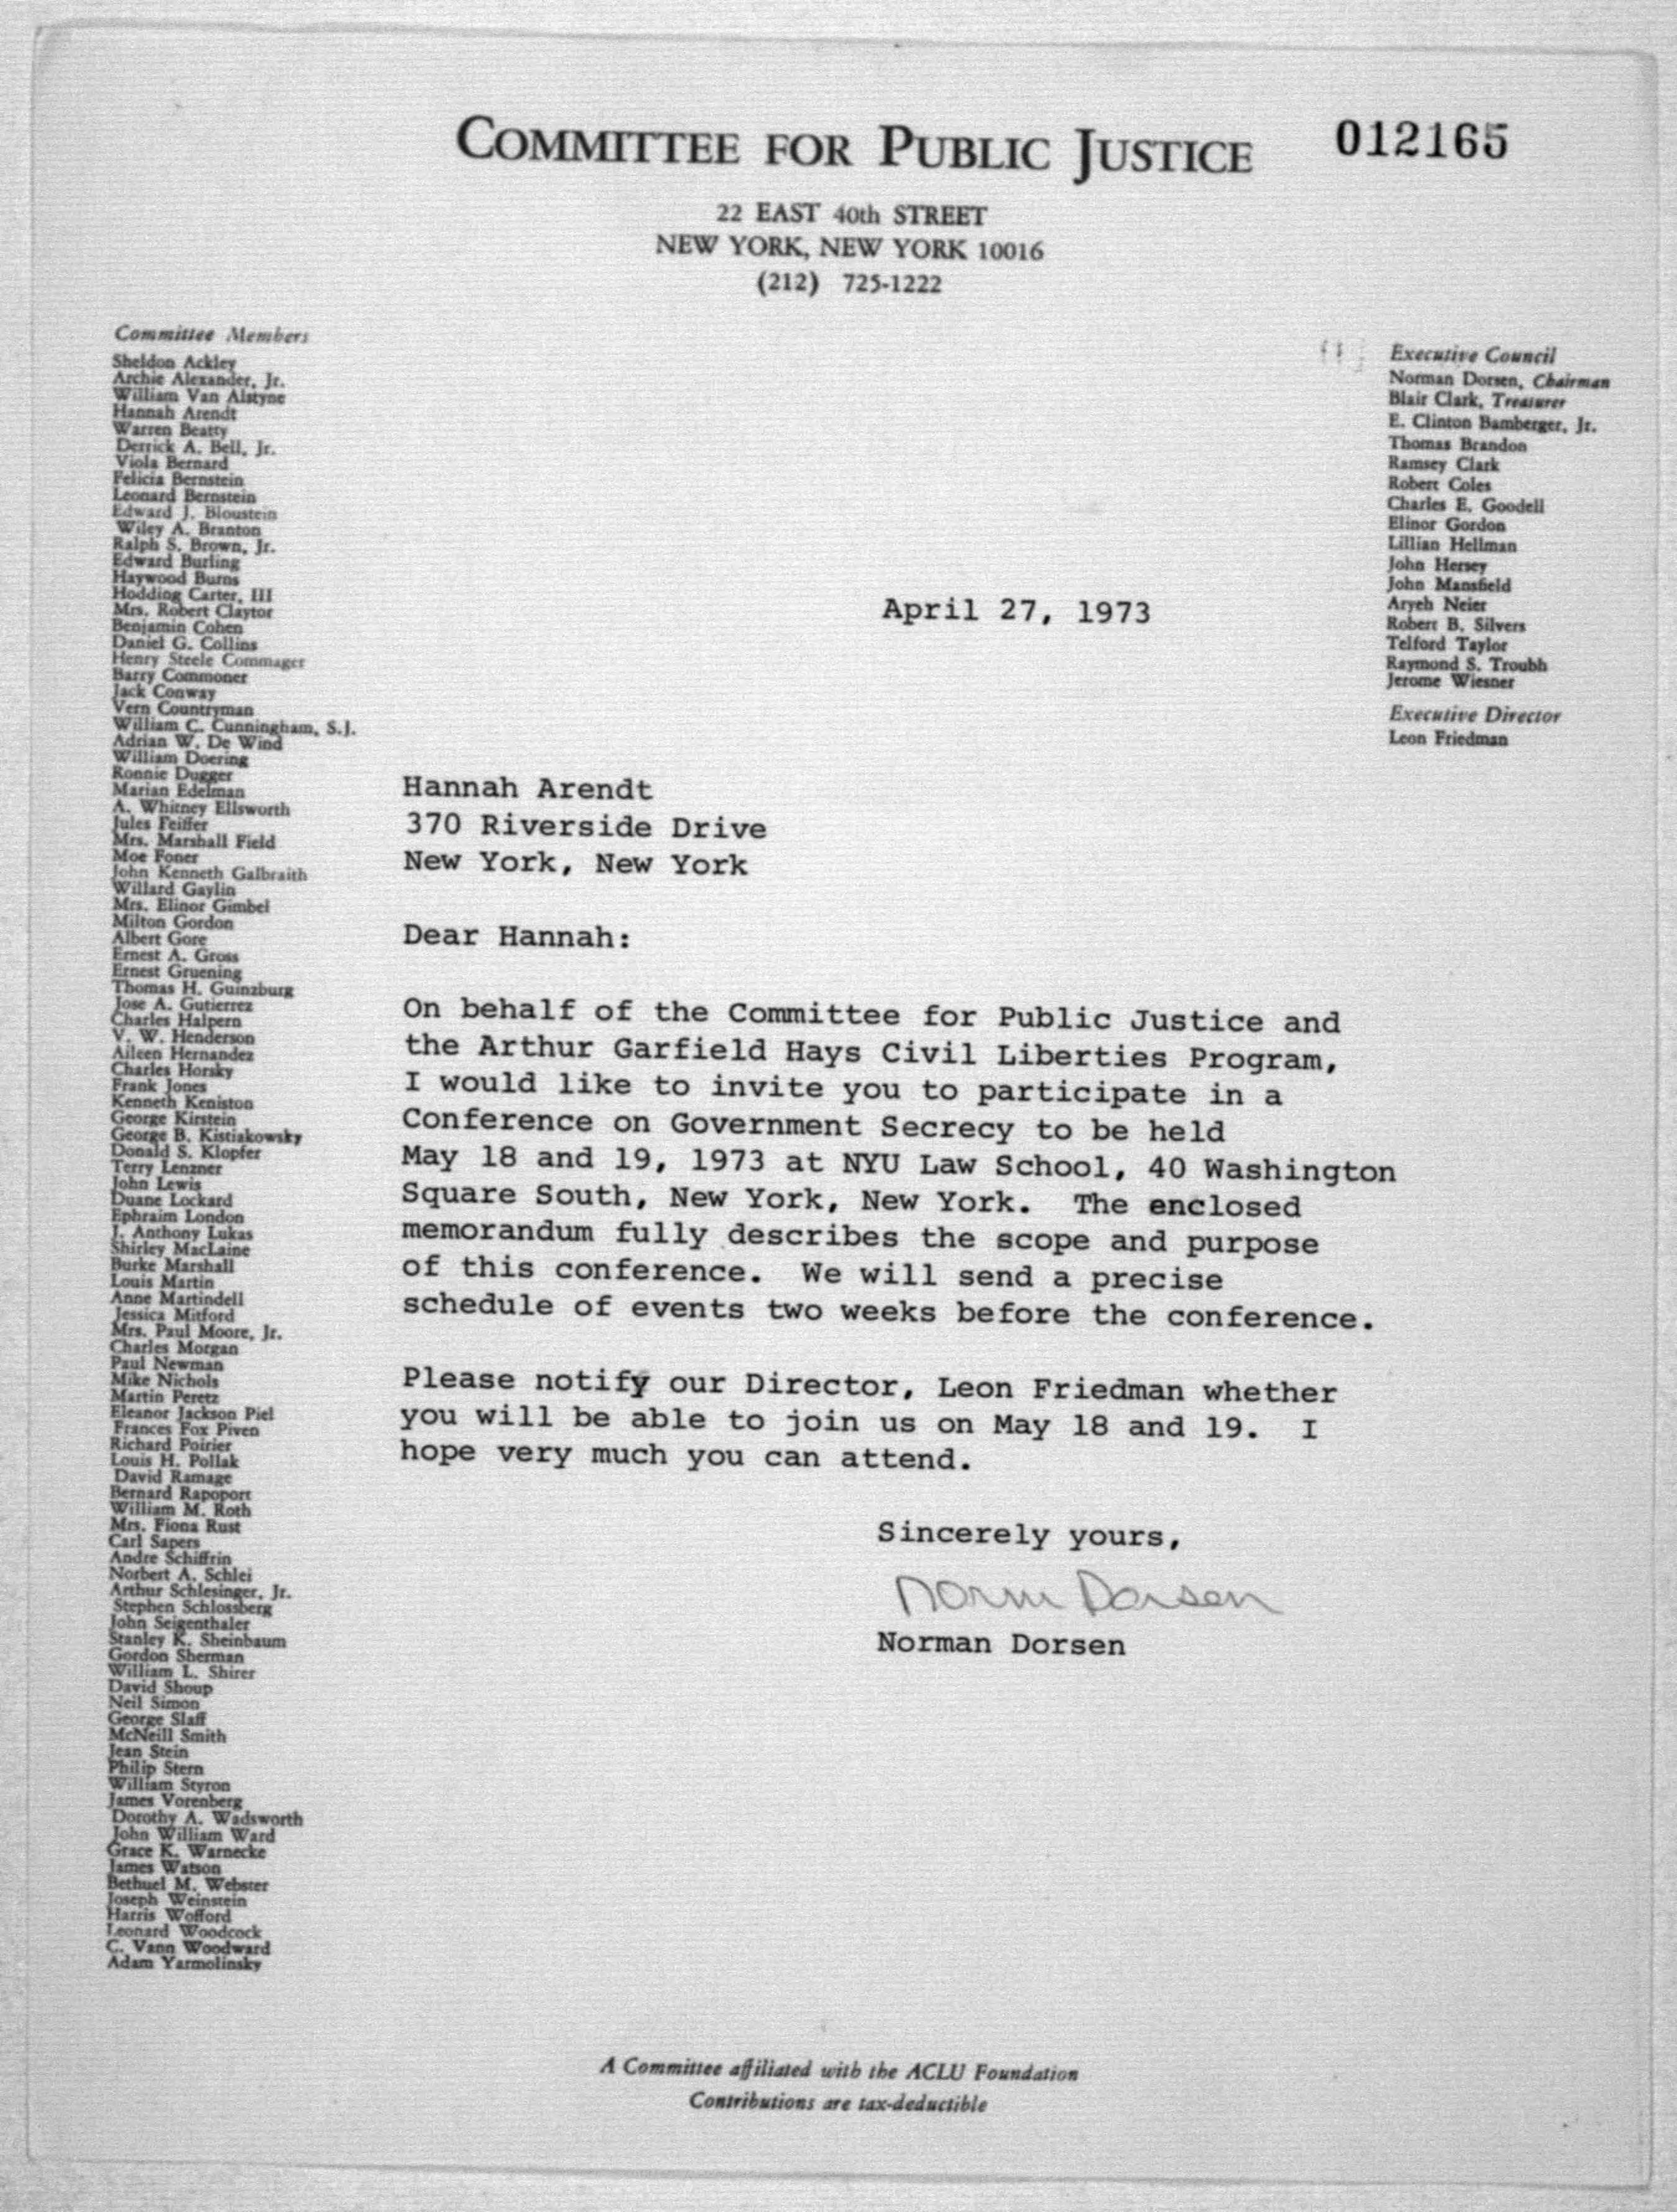 COMMITTEE FOR PUBLIC JUSTICE
012165
22 EAST 40th STREET
NEW YORK, NEW YORK 10016
(212) 725-1222
Committee Members
Sheldon Ackley
Archie Alexander, Jr.
William Van Alstyne
Hannah Arendt
Warren Beatty
Derrick A. Bell, Jr.
Viola Bernard
Felicia Bernstein
Leonard Bernstein
Edward J. Bloustein
Wiley A. Branton
Ralph S. Brown, Jr.
Edward Burling
Haywood Burns
Hodding Carter, III
Mrs. Robert Claytor
Benjamin Cohen
Daniel G. Collins
Henry Steele Commager
Barry Commoner
Jack Conway
Vern Countryman
William C. Cunningham, S.J.
Adrian W. De Wind
William Doering
Ronnie Dugger
Marian Edelman
A. Whitney Ellsworth
Jules Feiffer
Mrs. Marshall Field
Moe Foner
John Kenneth Galbraith
Willard Gaylin
Mrs. Elinor Gimbel
Milton Gordon
Albert Gore
Ernest A. Gross
Ernest Gruening
Thomas H. Guinzburg
Jose A. Gutierrez
Charles Halpern
V. W. Henderson
Aileen Hernandez
Charles Horsky
Frank Jones
Kenneth Keniston
George Kirstein
George B. Kistiakowsky
Donald S. Klopfer
Terry Lenzner
John Lewis
Duane Lockard
Ephraim London
J. Anthony Lukas
Shirley MacLaine
Burke Marshall
Louis Martin
Anne Martindell
Jessica Mitford
Mrs. Paul Moore, Jr.
Charles Morgan
Paul Newman
Mike Nichols
Martin Peretz
Eleanor Jackson Piel
Frances Fox Piven
Richard Poirier
Louis H. Pollak
David Ramage
Bernard Rapoport
William M. Roth
Mrs. Fiona Rust
Carl Sapers
Andre Schiffrin
Norbert A. Schlei
Arthur Schlesinger, Jr.
Stephen Schlossberg
John Seigenthaler
Stanley K. Sheinbaum
Gordon Sherman
William L. Shirer
David Shoup
Neil Simon
George Slaff
McNeill Smith
Jean Stein
Philip Stern
William Styron
James Vorenberg
Dorothy A. Wadsworth
John William Ward
Grace K. Warnecke
James Watson
Bethuel M. Webster
Joseph Weinstein
Harris Wofford
Leonard Woodcock
C. Vann Woodward
Adam Yarmolinsky
Executive Council
Norman Dorsen, Chairman
Blair Clark, Treasurer
E. Clinton Bamberger, Jr.
Thomas Brandon
Ramsey Clark
Robert Coles
Charles E. Goodell
Elinor Gordon
Lillian Hellman
John Hersey
John Mansfield
Aryeh Neier
Robert B. Silvers
Telford Taylor
Raymond S. Troubh
Jerome Wiesner
Executive Director
Leon Friedman
April 27, 1973
Hannah Arendt
370 Riverside Drive
New York, New York
Dear Hannah:
On behalf of the Committee for Public Justice and
the Arthur Garfield Hays Civil Liberties Program,
I would like to invite you to participate in a
Conference on Government Secrecy to be held
May 18 and 19, 1973 at NYU Law School, 40 Washington
Square South, New York, New York. The enclosed
memorandum fully describes the scope and purpose
of this conference. We will send a precise
schedule of events two weeks before the conference.
Please notify our Director, Leon Friedman whether
you will be able to join us on May 18 and 19. I
hope very much you can attend.
Sincerely yours,
Norm Dorsen
Norman Dorsen
A Committee affiliated with the ACLU Foundation
Contributions are tax-deductible